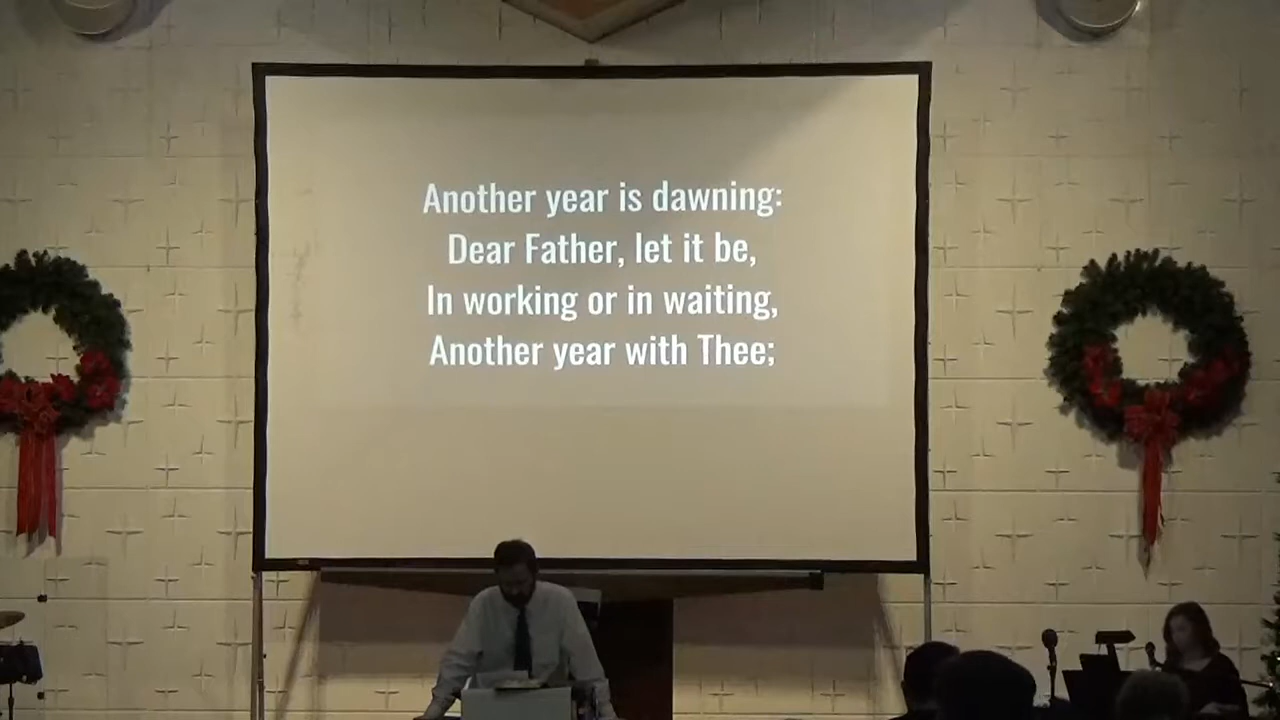 Another year is dawning:
Dear Father, let it be,
In working or in waiting,
Another year with Thee;